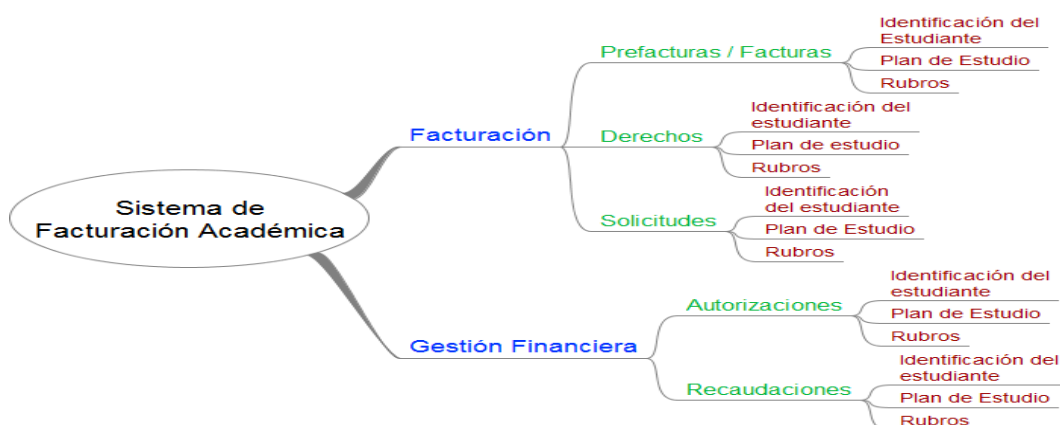 Sistema de
Facturación Académica
Facturación
Prefacturas / Facturas
Identificación del
Estudiante
Plan de Estudio
Rubros
Derechos
Identificación del
estudiante
Plan de estudio
Rubros
Solicitudes
Identificación
del estudiante
Plan de Estudio
Rubros
Gestión Financiera
Autorizaciones
Identificación del
estudiante
Plan de Estudio
Rubros
Recaudaciones
Identificación del
estudiante
Plan de Estudio
Rubros